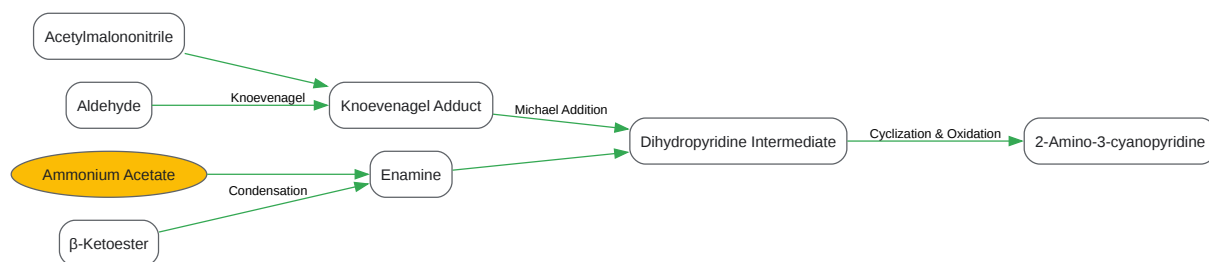 Acetylmalononitrile
Aldehyde
Knoevenagel
Knoevenagel Adduct
Michael Addition
Dihydropyridine Intermediate
Cyclization & Oxidation
2-Amino-3-cyanopyridine
Ammonium Acetate
Condensation
Enamine
β-Ketoester